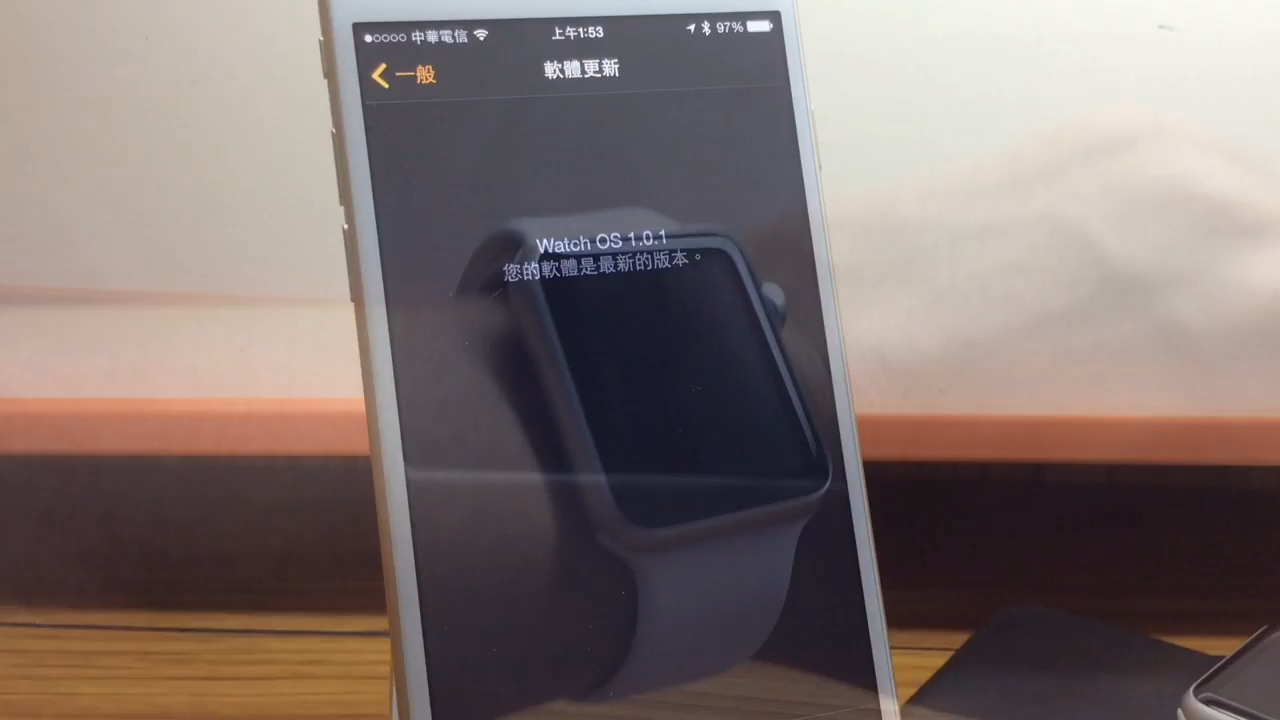 ●○○○○ 中華電信 上午1:53 97%
一般 軟體更新
Watch OS 1.0.1
您的軟體是最新的版本。